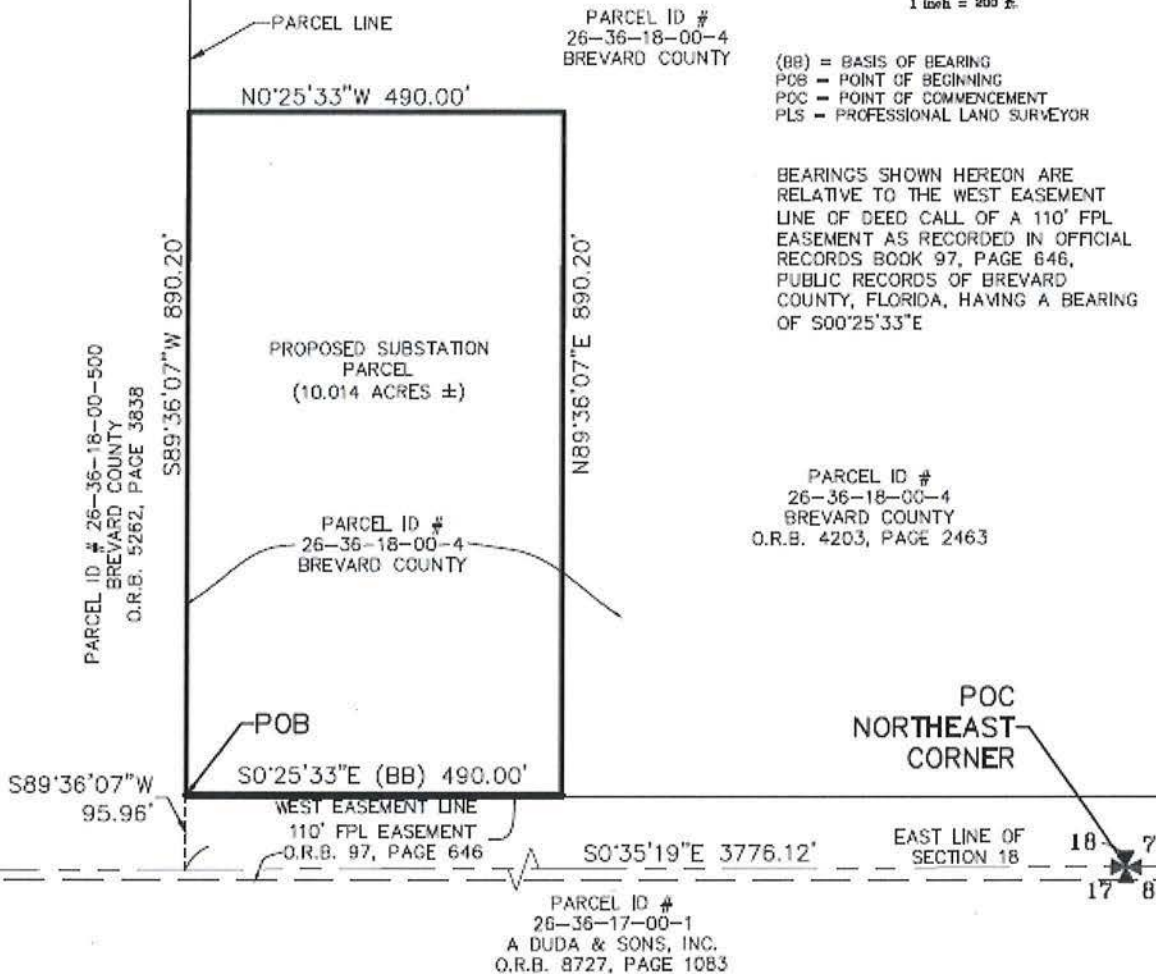 1 inch = 200 ft.
PARCEL LINE
PARCEL ID #
26-36-18-00-4
BREVARD COUNTY
(BB) = BASIS OF BEARING
POB - POINT OF BEGINNING
POC - POINT OF COMMENCEMENT
PLS - PROFESSIONAL LAND SURVEYOR
N0°25'33"W 490.00'
BEARINGS SHOWN HEREON ARE
RELATIVE TO THE WEST EASEMENT
LINE OF DEED CALL OF A 110' FPL
EASEMENT AS RECORDED IN OFFICIAL
RECORDS BOOK 97, PAGE 646,
PUBLIC RECORDS OF BREVARD
COUNTY, FLORIDA, HAVING A BEARING
OF S00°25'33"E
S89°36'07"W 890.20'
N89°36'07"E 890.20'
PROPOSED SUBSTATION
PARCEL
(10.014 ACRES ±)
PARCEL ID # 26-36-18-00-500
BREVARD COUNTY
O.R.B. 5262, PAGE 3838
PARCEL ID #
26-36-18-00-4
BREVARD COUNTY
PARCEL ID #
26-36-18-00-4
BREVARD COUNTY
O.R.B. 4203, PAGE 2463
POB
POC
NORTHEAST
CORNER
S0°25'33"E (BB) 490.00'
S89°36'07"W
95.96'
WEST EASEMENT LINE
110' FPL EASEMENT
O.R.B. 97, PAGE 646
S0°35'19"E 3776.12'
EAST LINE OF
SECTION 18
18 7
17 8
PARCEL ID #
26-36-17-00-1
A DUDA & SONS, INC.
O.R.B. 8727, PAGE 1083